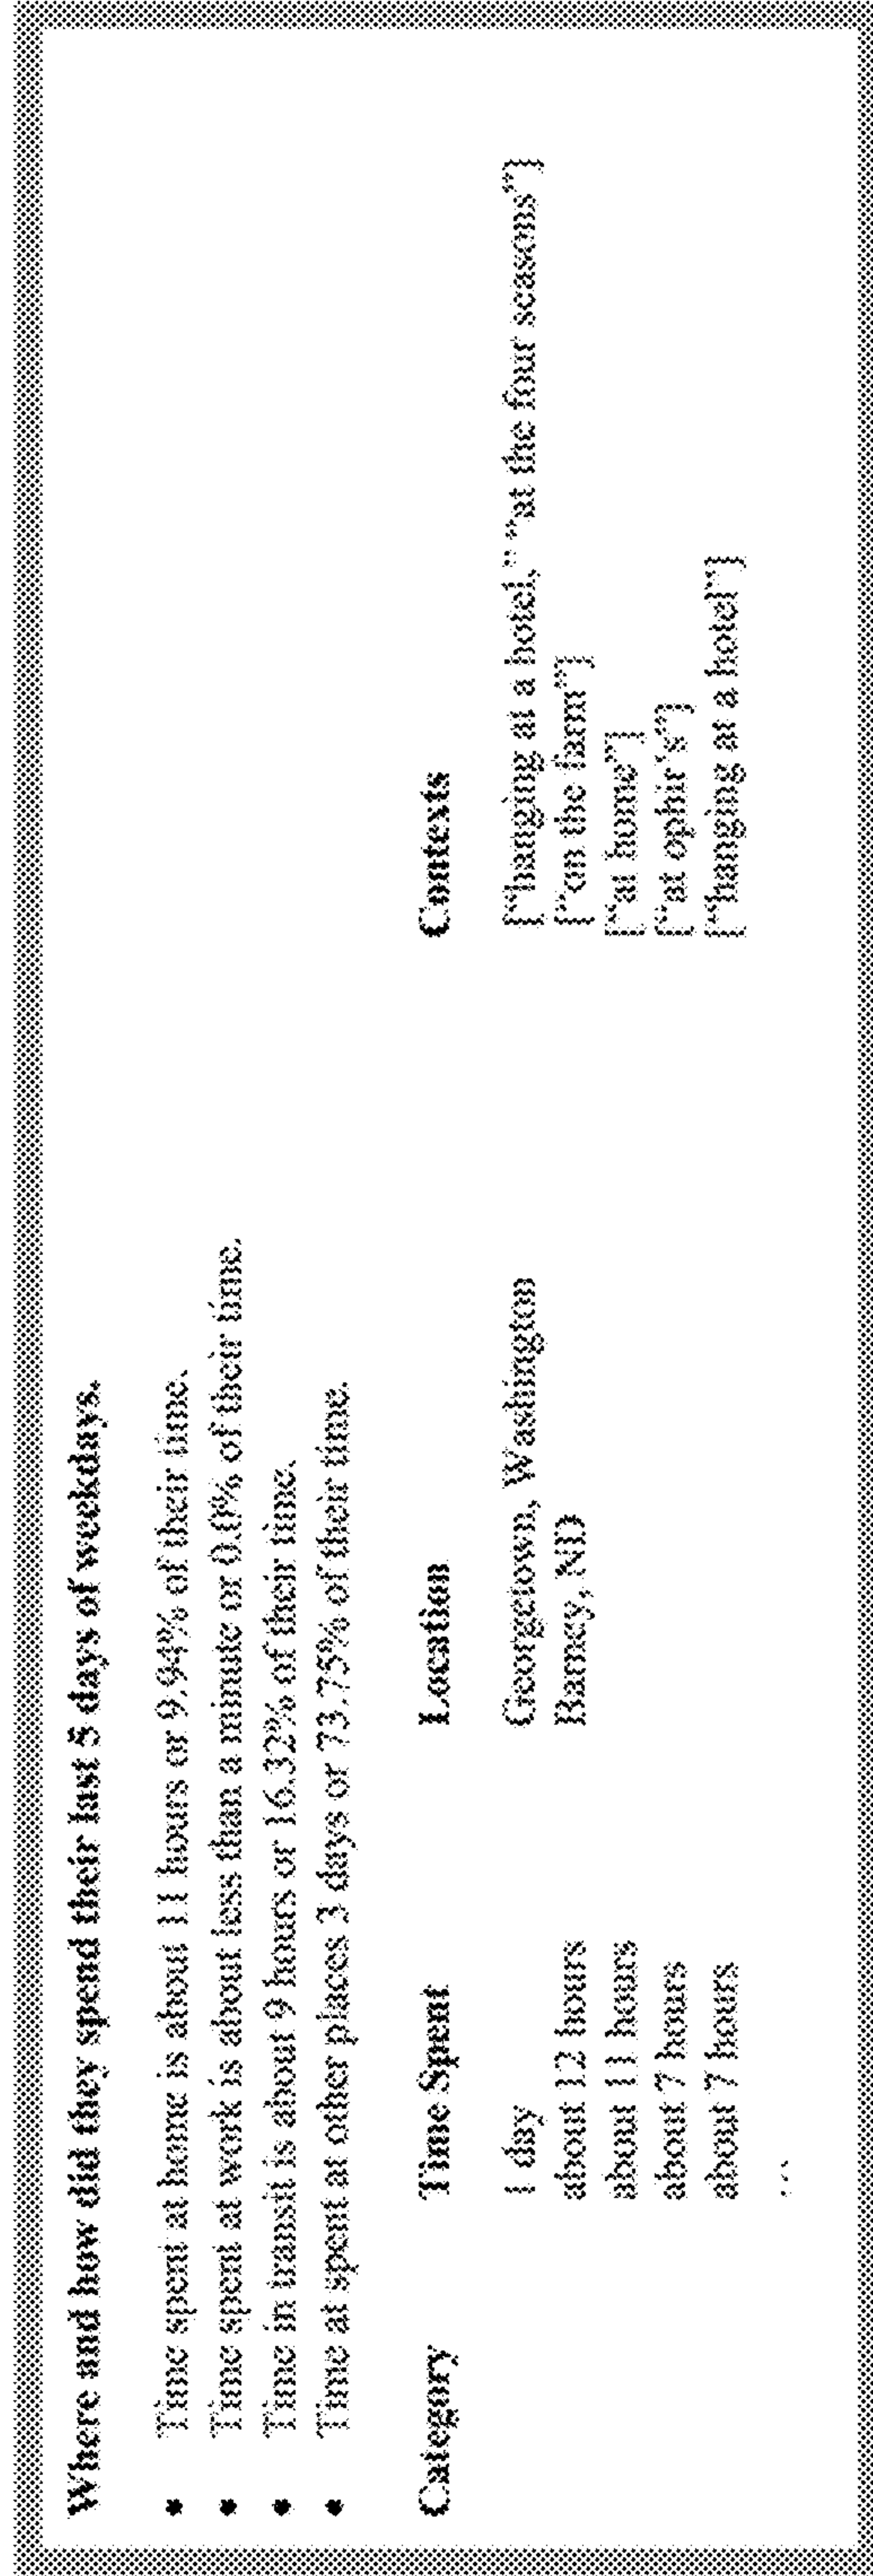 Where and how did they spend their last 5 days of weekdays.
• Time spent at home is about 11 hours or 9.94% of their time.
• Time spent at work is about less than a minute or 0.0% of their time.
• Time in transit is about 9 hours or 16.32% of their time.
• Time at spent at other places 3 days or 73.75% of their time.
Category Time Spent Location Contexts
1 day Georgetown, Washington ["hanging at a hotel," "at the four seasons"]
about 12 hours Barney, ND ["on the farm"]
about 11 hours ["at home"]
about 7 hours ["at ophir's"]
about 7 hours ["hanging at a hotel"]
...